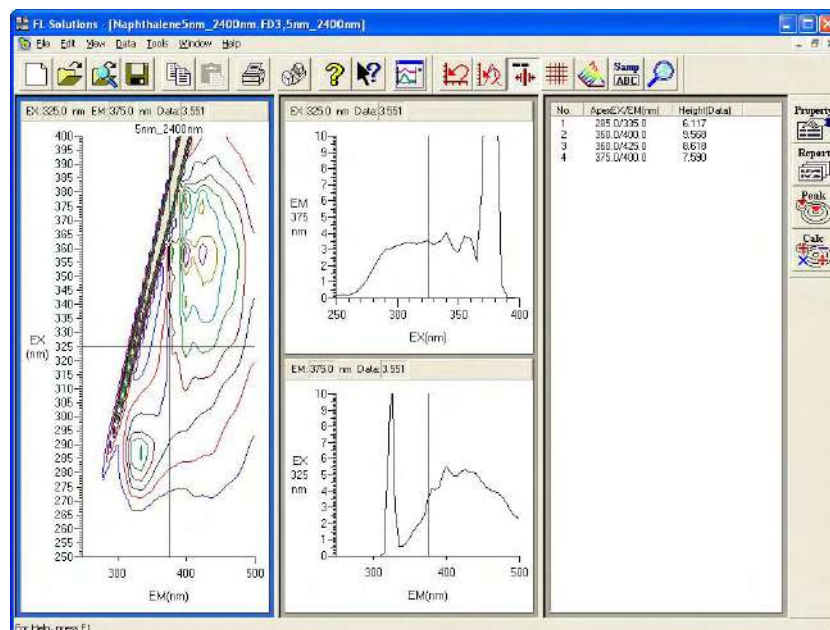 FL Solutions - [Naphthalene5nm_2400nm.FD3,5nm_2400nm]
File Edit View Data Tools Window Help
Samp
ABC
EX:325.0 nm EM:375.0 nm Data:3.551
5nm_2400nm
400
395
390
385
380
375
370
365
360
355
350
345
340
335
330
325
320
315
310
305
300
295
290
285
280
275
270
265
260
255
250
EX
(nm)
300 400 500
EM(nm)
EX:325.0 nm Data:3.551
10
9
8
7
6
5
4
3
2
1
0
EM
375
nm
250 300 350 400
EX(nm)
EM:375.0 nm Data:3.551
10
9
8
7
6
5
4
3
2
1
0
EX
325
nm
300 400 500
EM(nm)
No. ApexEX/EM(nm) Height(Data)
1 285.0/335.0 6.117
2 360.0/400.0 9.568
3 360.0/425.0 8.618
4 375.0/400.0 7.590
Property
Report
Peak
Calc
For Help, press F1